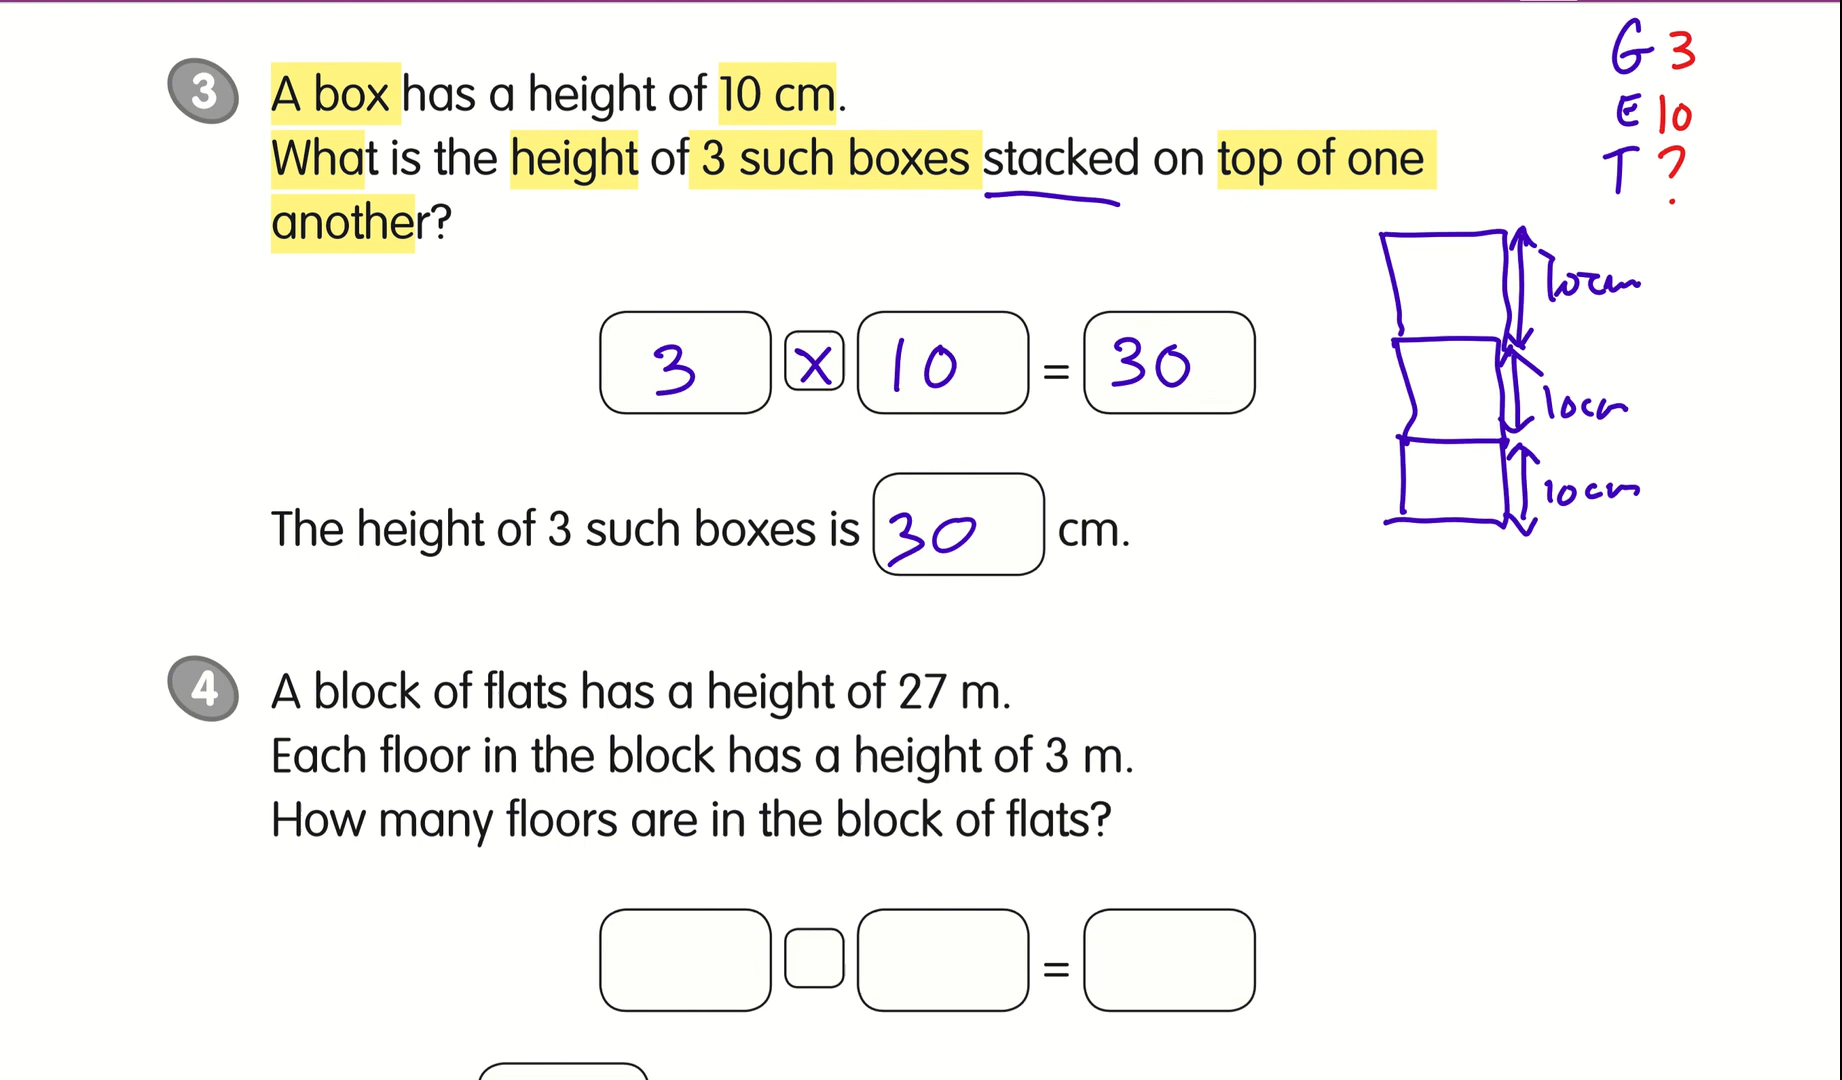 3 A box has a height of 10 cm.
What is the height of 3 such boxes stacked on top of one
another?
G 3
E 10
T ?
10cm
10cm
10cm
3 x 10 = 30
The height of 3 such boxes is 30 cm.
4 A block of flats has a height of 27 m.
Each floor in the block has a height of 3 m.
How many floors are in the block of flats?
=